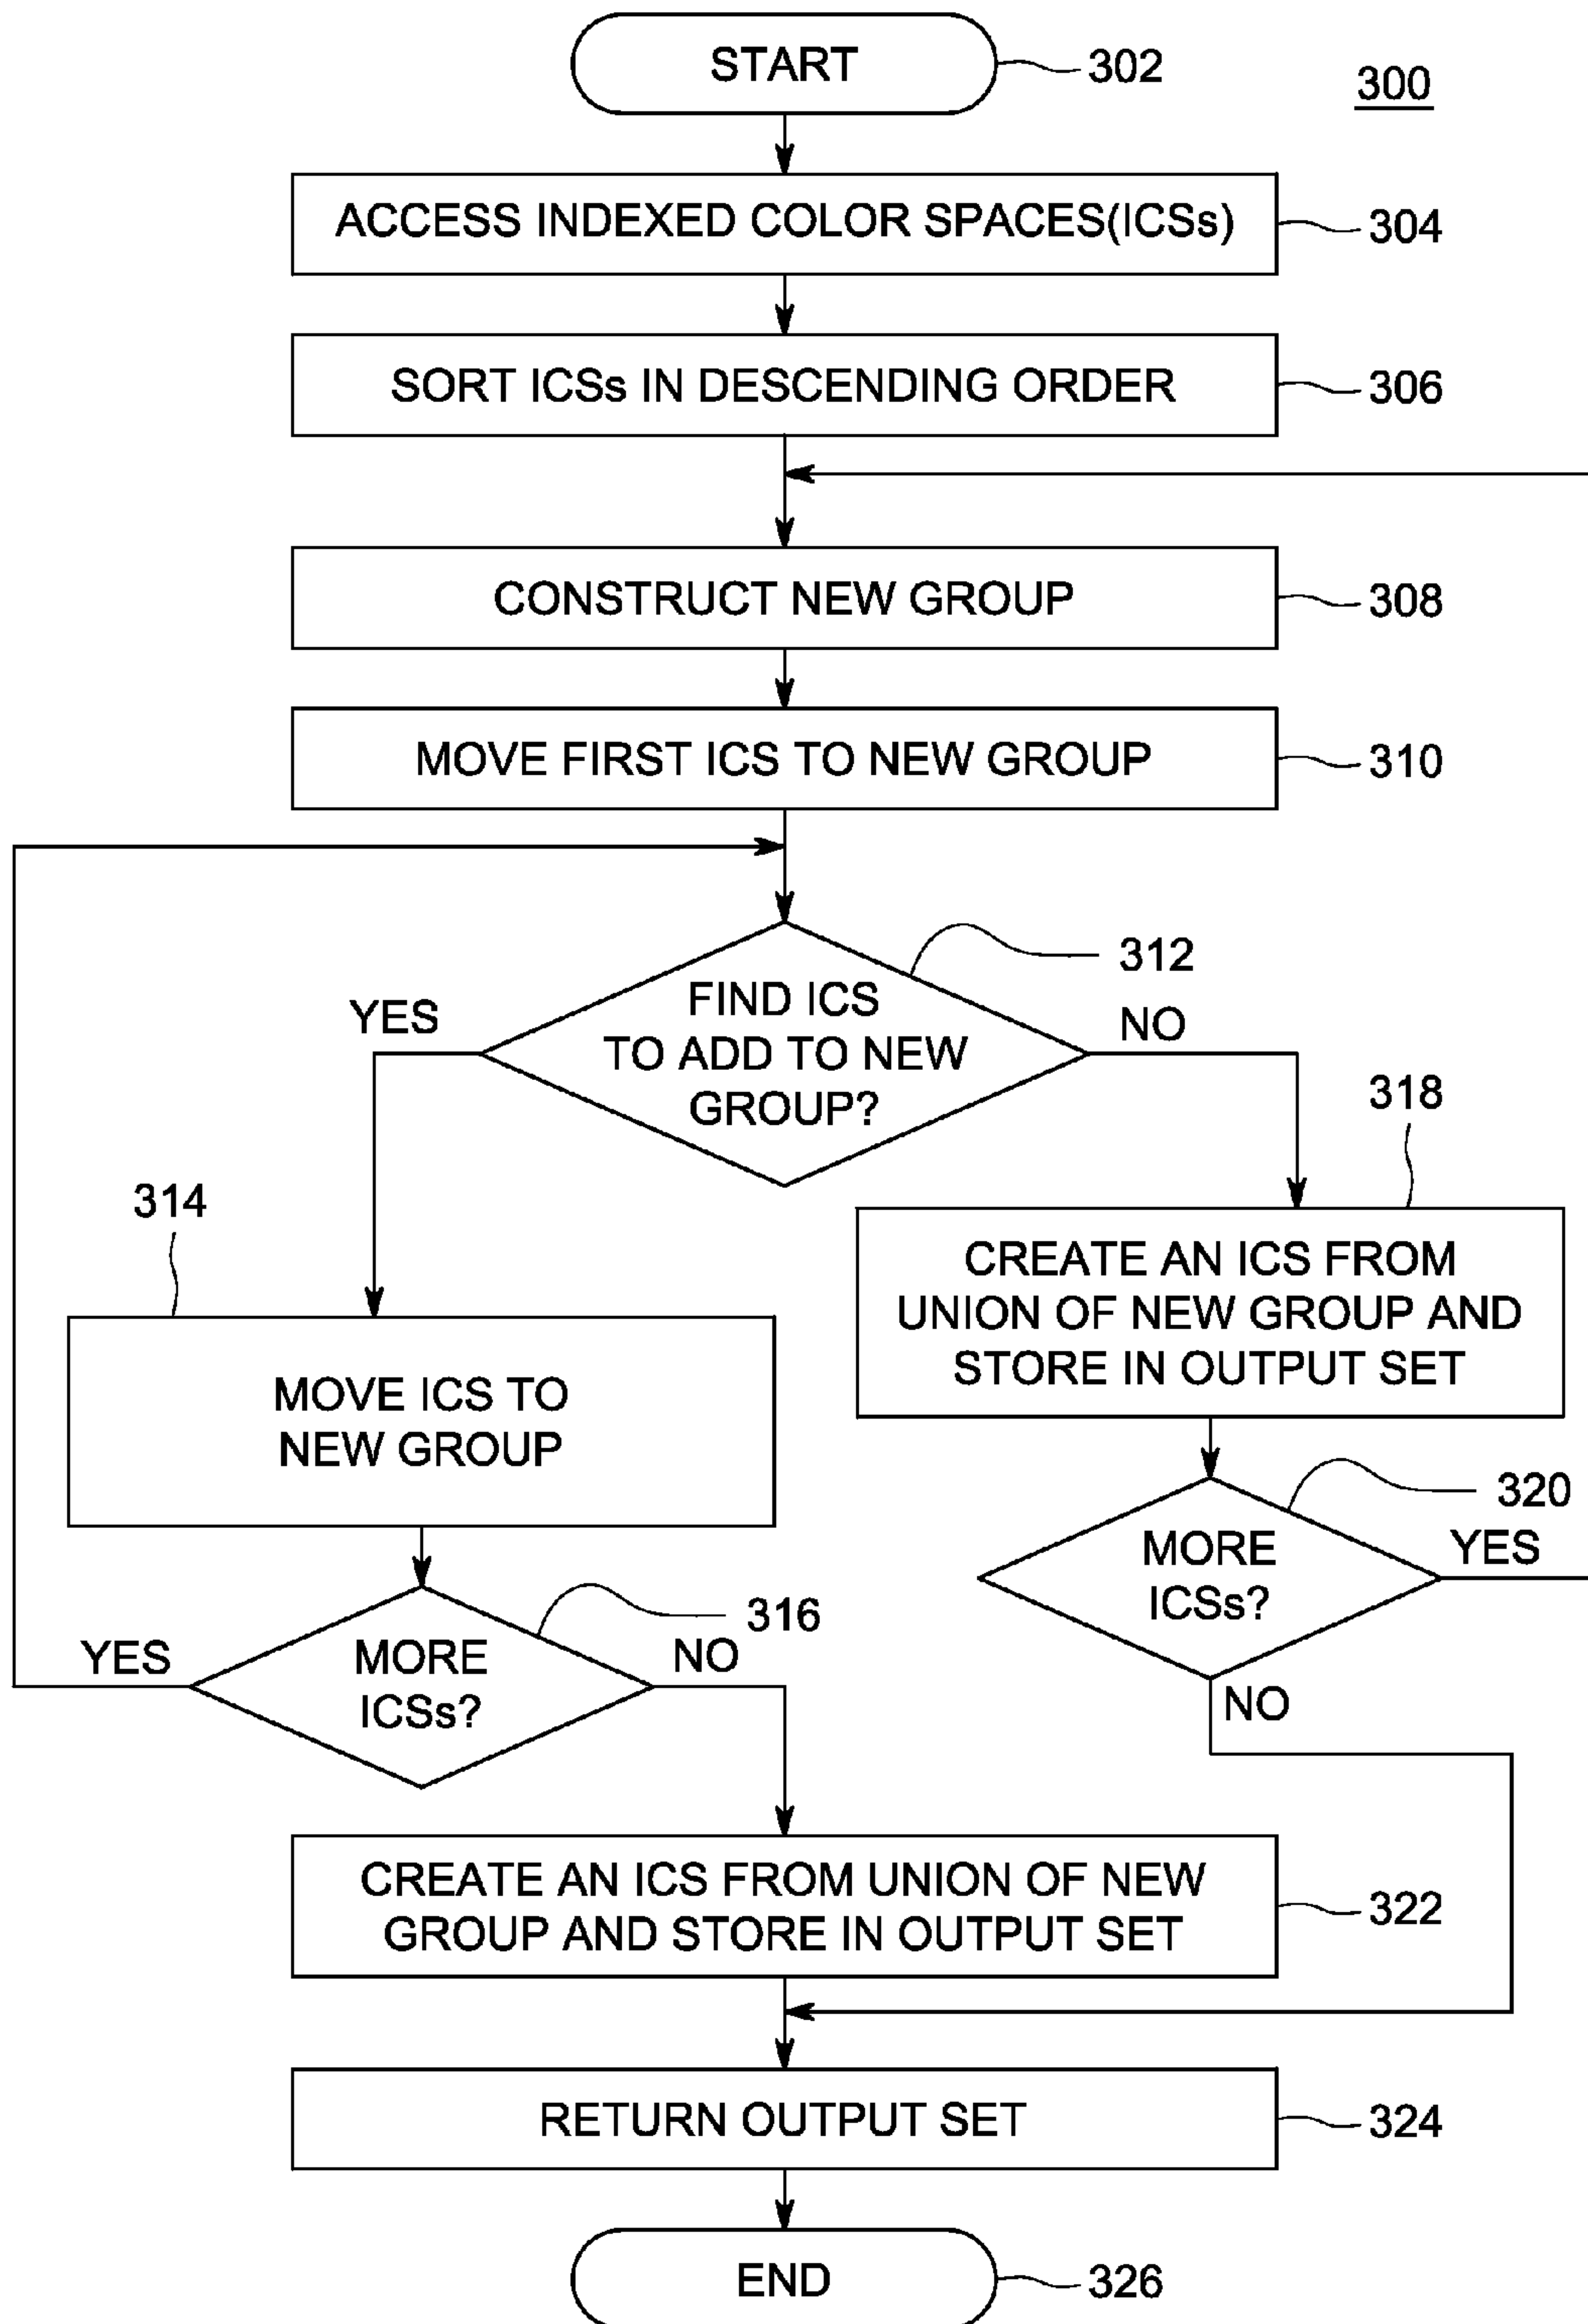 START
302
300
ACCESS INDEXED COLOR SPACES(ICSs)
304
SORT ICSs IN DESCENDING ORDER
306
CONSTRUCT NEW GROUP
308
MOVE FIRST ICS TO NEW GROUP
310
312
FIND ICS
TO ADD TO NEW
GROUP?
YES
NO
314
MOVE ICS TO
NEW GROUP
318
CREATE AN ICS FROM
UNION OF NEW GROUP AND
STORE IN OUTPUT SET
316
MORE
ICSs?
YES
NO
320
MORE
ICSs?
YES
NO
CREATE AN ICS FROM UNION OF NEW
GROUP AND STORE IN OUTPUT SET
322
RETURN OUTPUT SET
324
END
326